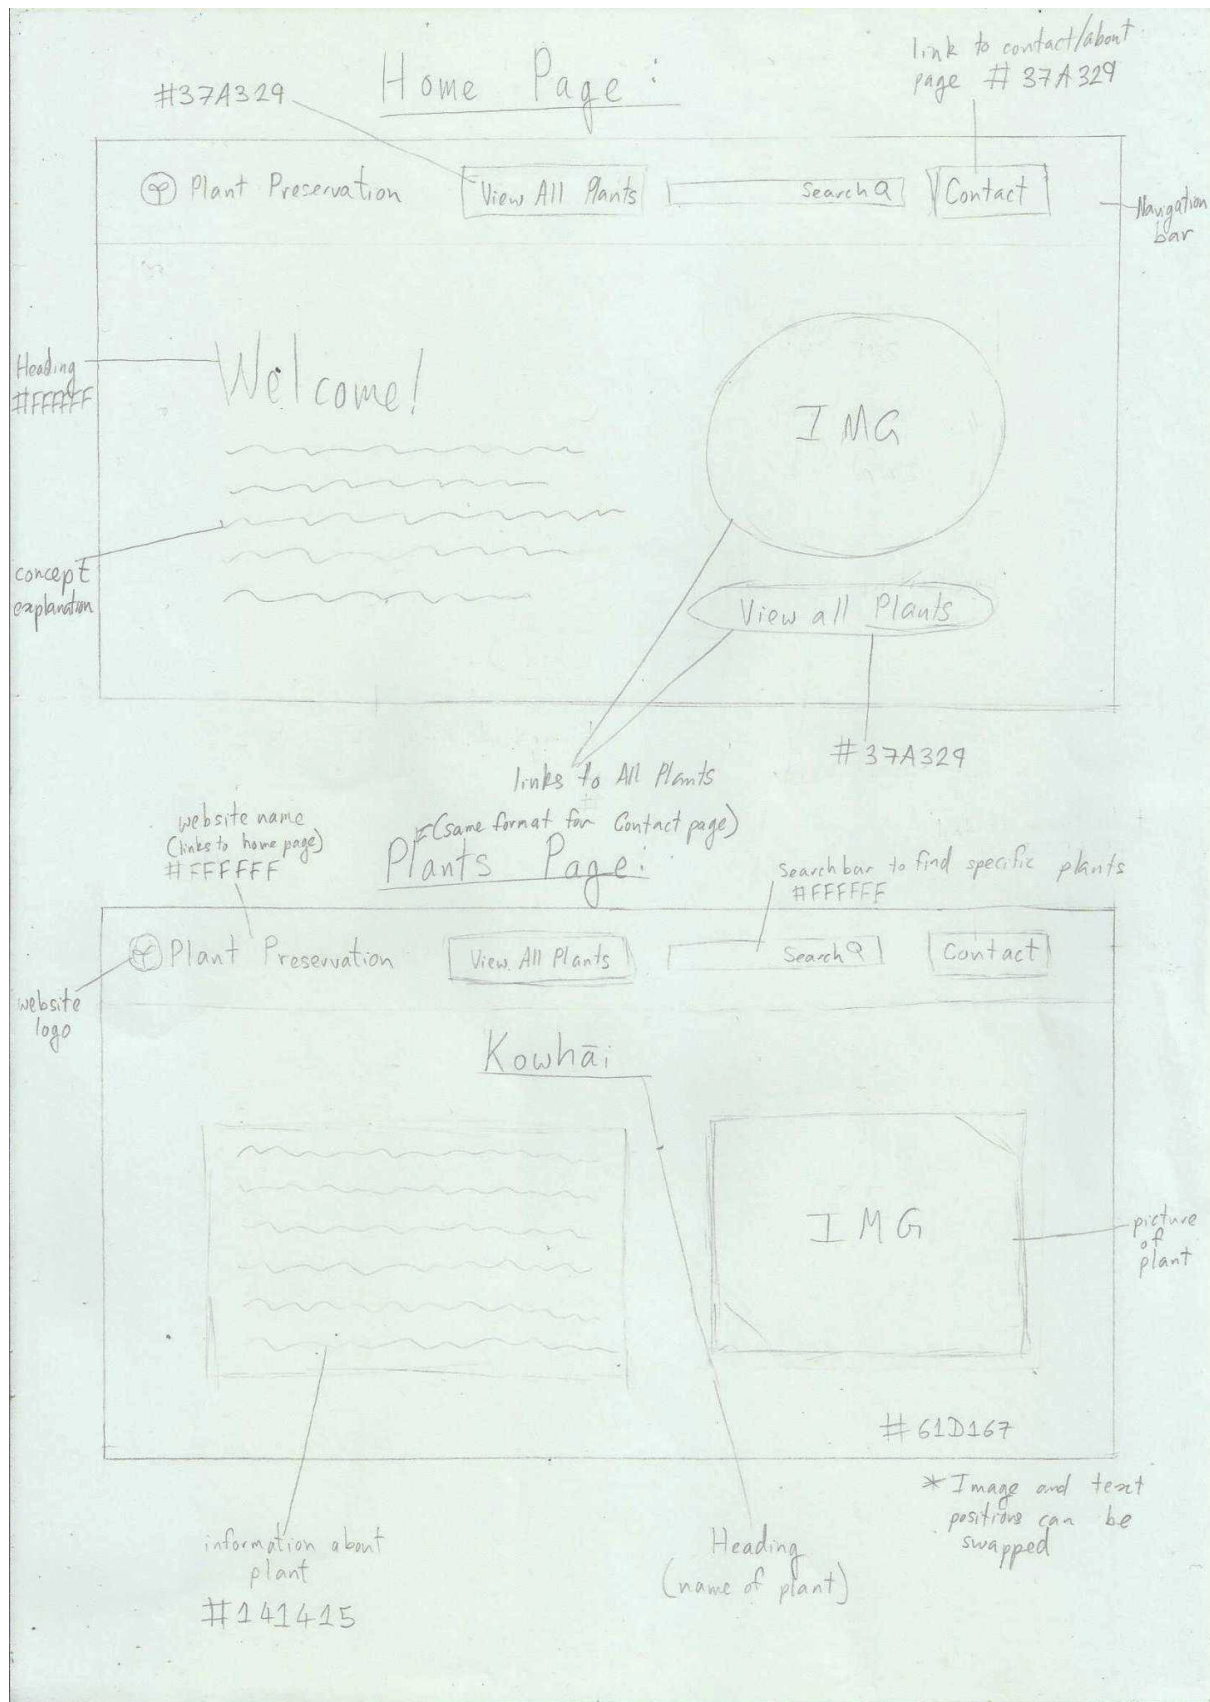 Home Page :
#37A329
link to contact/about
page #37A329
Plant Preservation
View All Plants
Search
Contact
Navigation
bar
Heading
#FFFFFF
Welcome!
IMG
concept
explanation
View all Plants
#37A329
links to All Plants
(same format for Contact page)
website name
(links to home page)
#FFFFFF
Plants Page:
Search bar to find specific plants
#FFFFFF
Plant Preservation
View All Plants
Search
Contact
website
logo
Kowhāi
IMG
picture
of
plant
#61D167
* Image and text
positions can be
swapped
information about
plant
#141415
Heading
(name of plant)